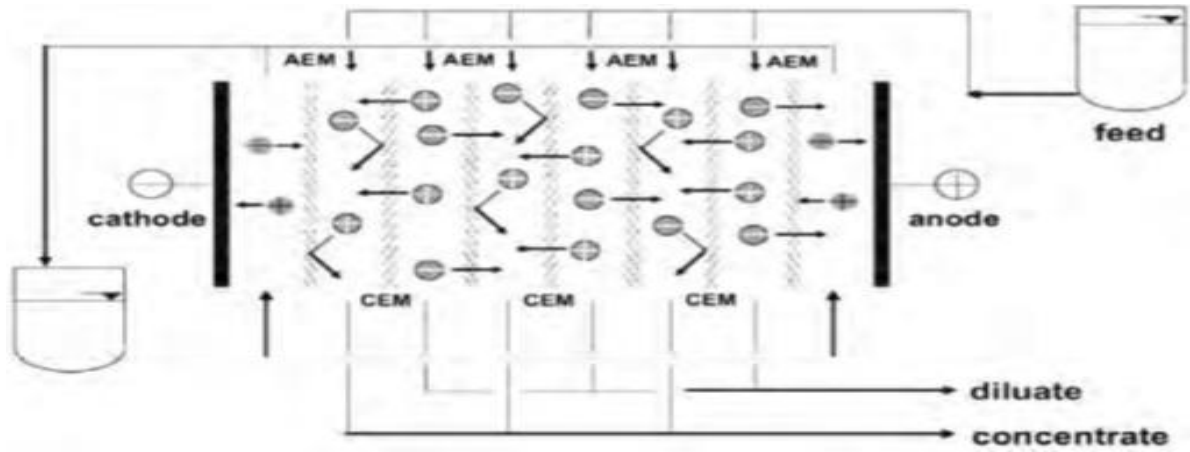 AEM AEM AEM AEM
feed
cathode
anode
CEM CEM CEM
diluate
concentrate